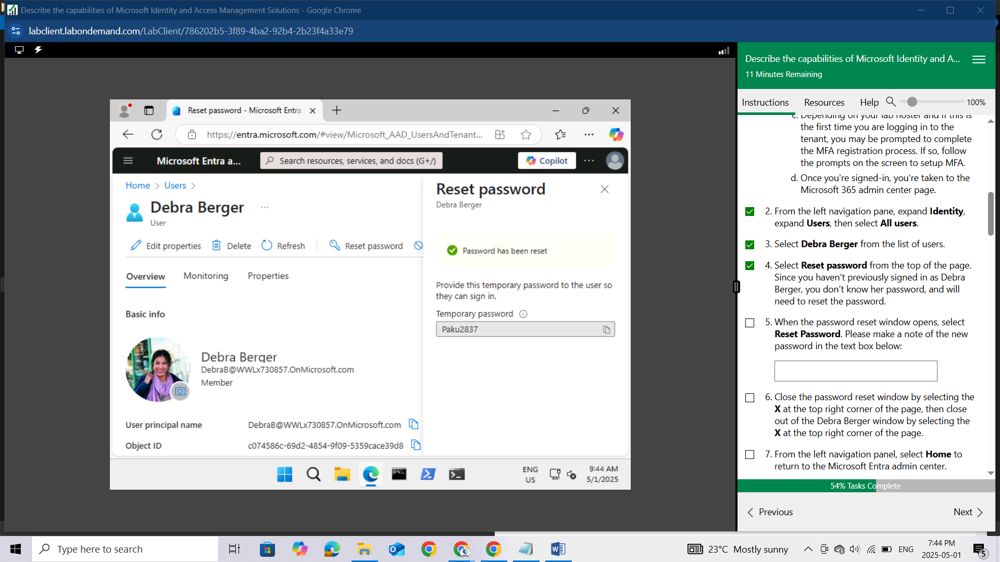 Describe the capabilities of Microsoft Identity and Access Management Solutions - Google Chrome
labclient.labondemand.com/LabClient/786202b5-3f89-4ba2-92b4-2b23f4a33e79
Reset password - Microsoft Entra
https://entra.microsoft.com/#view/Microsoft_AAD_UsersAndTenant...
Microsoft Entra a...
Search resources, services, and docs (G+/)
Copilot
Home > Users >
Debra Berger
User
Edit properties
Delete
Refresh
Reset password
Overview
Monitoring
Properties
Basic info
Debra Berger
DebraB@WWLx730857.OnMicrosoft.com
Member
User principal name
DebraB@WWLx730857.OnMicrosoft.com
Object ID
c074586c-69d2-4854-9f09-5359cace39d8
Reset password
Debra Berger
Password has been reset
Provide this temporary password to the user so
they can sign in.
Temporary password
Paku2837
ENG
US
9:44 AM
5/1/2025
Describe the capabilities of Microsoft Identity and A...
11 Minutes Remaining
Instructions
Resources
Help
100%
c. Depending on your lab hoster and if this is
the first time you are logging in to the
tenant, you may be prompted to complete
the MFA registration process. If so, follow
the prompts on the screen to setup MFA.
d. Once you're signed-in, you're taken to the
Microsoft 365 admin center page.
2. From the left navigation pane, expand Identity,
expand Users, then select All users.
3. Select Debra Berger from the list of users.
4. Select Reset password from the top of the page.
Since you haven't previously signed in as Debra
Berger, you don’t know her password, and will
need to reset the password.
5. When the password reset window opens, select
Reset Password. Please make a note of the new
password in the text box below:
6. Close the password reset window by selecting the
X at the top right corner of the page, then close
out of the Debra Berger window by selecting the
X at the top right corner of the page.
7. From the left navigation panel, select Home to
return to the Microsoft Entra admin center.
54% Tasks Complete
< Previous
Next >
Type here to search
23°C Mostly sunny
ENG
7:44 PM
2025-05-01
5